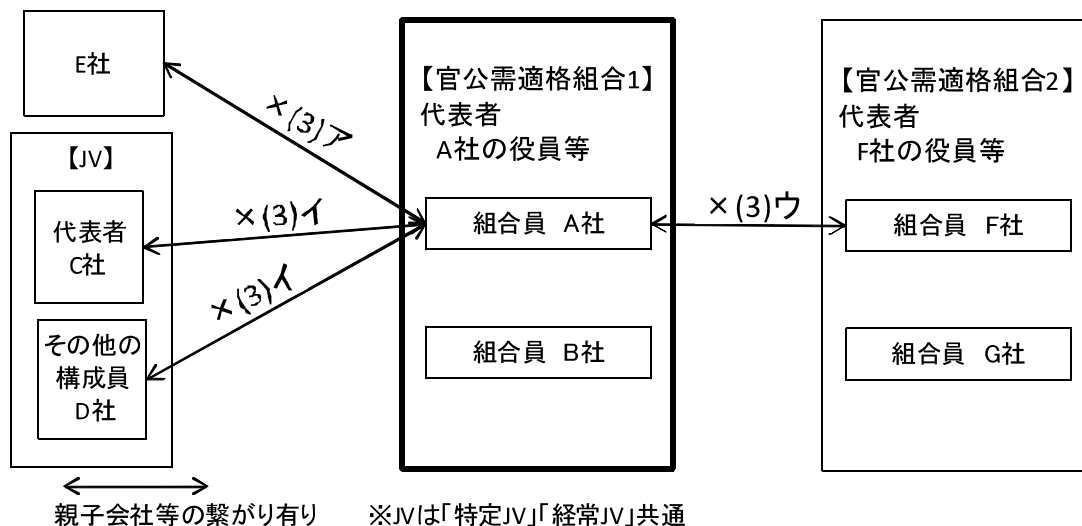 E社
【JV】
代表者
C社
その他の
構成員
D社
×(3)ア
×(3)イ
×(3)イ
【官公需適格組合1】
代表者
A社の役員等
組合員 A社
組合員 B社
×(3)ウ
【官公需適格組合2】
代表者
F社の役員等
組合員 F社
組合員 G社
親子会社等の繋がり有り
※JVは「特定JV」「経常JV」共通